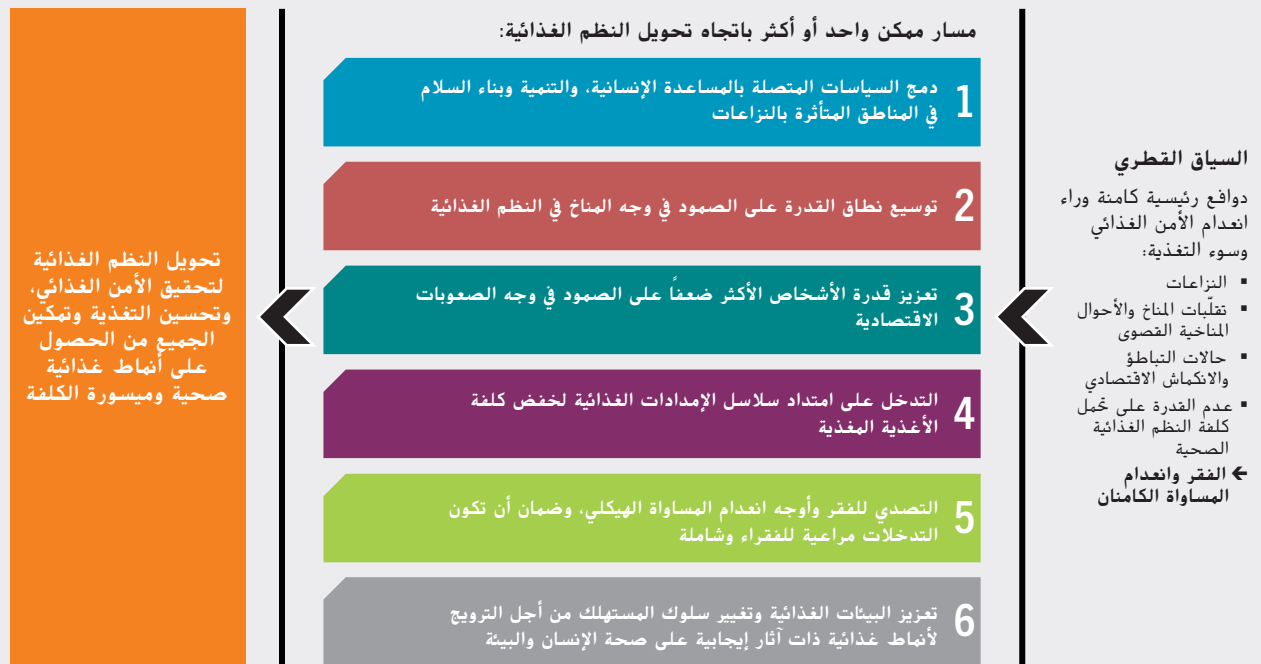 السياق القطري
دوافع رئيسية كامنة وراء
انعدام الأمن الغذائي
وسوء التغذية:
▪ النزاعات
▪ تقلّبات المناخ والأحوال
المناخية القصوى
▪ حالات التباطؤ
والانكماش الاقتصادي
▪ عدم القدرة على تحمل
كلفة النظم الغذائية
الصحية
← الفقر وانعدام
المساواة الكامنان
مسار ممكن واحد أو أكثر باتجاه تحويل النظم الغذائية:
1 دمج السياسات المتصلة بالمساعدة الإنسانية، والتنمية وبناء السلام
في المناطق المتأثرة بالنزاعات
2 توسيع نطاق القدرة على الصمود في وجه المناخ في النظم الغذائية
3 تعزيز قدرة الأشخاص الأكثر ضعفاً على الصمود في وجه الصعوبات
الاقتصادية
4 التدخل على امتداد سلاسل الإمدادات الغذائية لخفض كلفة
الأغذية المغذية
5 التصدي للفقر وأوجه انعدام المساواة الهيكلي، وضمان أن تكون
التدخلات مراعية للفقراء وشاملة
6 تعزيز البيئات الغذائية وتغيير سلوك المستهلك من أجل الترويج
لأنماط غذائية ذات آثار إيجابية على صحة الإنسان والبيئة
تحويل النظم الغذائية
لتحقيق الأمن الغذائي،
وتحسين التغذية وتمكين
الجميع من الحصول
على أنماط غذائية
صحية وميسورة الكلفة